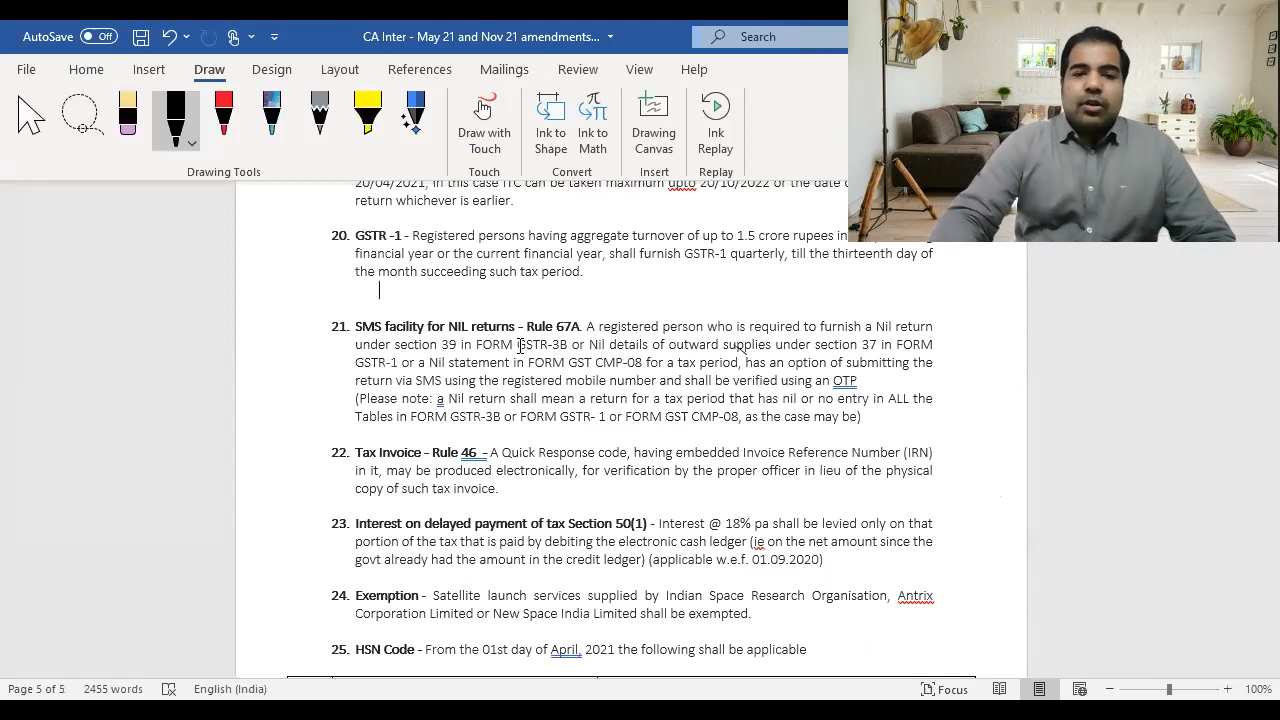 AutoSave Off
CA Inter - May 21 and Nov 21 amendments...
Search
File Home Insert Draw Design Layout References Mailings Review View Help
Draw with Touch
Ink to Shape
Ink to Math
Drawing Canvas
Ink Replay
Drawing Tools Touch Convert Insert Replay
20/04/2021, in this case ITC can be taken maximum upto 20/10/2022 or the date
return whichever is earlier.
20. GSTR -1 - Registered persons having aggregate turnover of up to 1.5 crore rupees in
financial year or the current financial year, shall furnish GSTR-1 quarterly, till the thirteenth day of
the month succeeding such tax period.
21. SMS facility for NIL returns - Rule 67A. A registered person who is required to furnish a Nil return
under section 39 in FORM GSTR-3B or Nil details of outward supplies under section 37 in FORM
GSTR-1 or a Nil statement in FORM GST CMP-08 for a tax period, has an option of submitting the
return via SMS using the registered mobile number and shall be verified using an OTP
(Please note: a Nil return shall mean a return for a tax period that has nil or no entry in ALL the
Tables in FORM GSTR-3B or FORM GSTR- 1 or FORM GST CMP-08, as the case may be)
22. Tax Invoice - Rule 46 - A Quick Response code, having embedded Invoice Reference Number (IRN)
in it, may be produced electronically, for verification by the proper officer in lieu of the physical
copy of such tax invoice.
23. Interest on delayed payment of tax Section 50(1) - Interest @ 18% pa shall be levied only on that
portion of the tax that is paid by debiting the electronic cash ledger (ie on the net amount since the
govt already had the amount in the credit ledger) (applicable w.e.f. 01.09.2020)
24. Exemption - Satellite launch services supplied by Indian Space Research Organisation, Antrix
Corporation Limited or New Space India Limited shall be exempted.
25. HSN Code - From the 01st day of April, 2021 the following shall be applicable
Page 5 of 5 2455 words English (India) Focus 100%